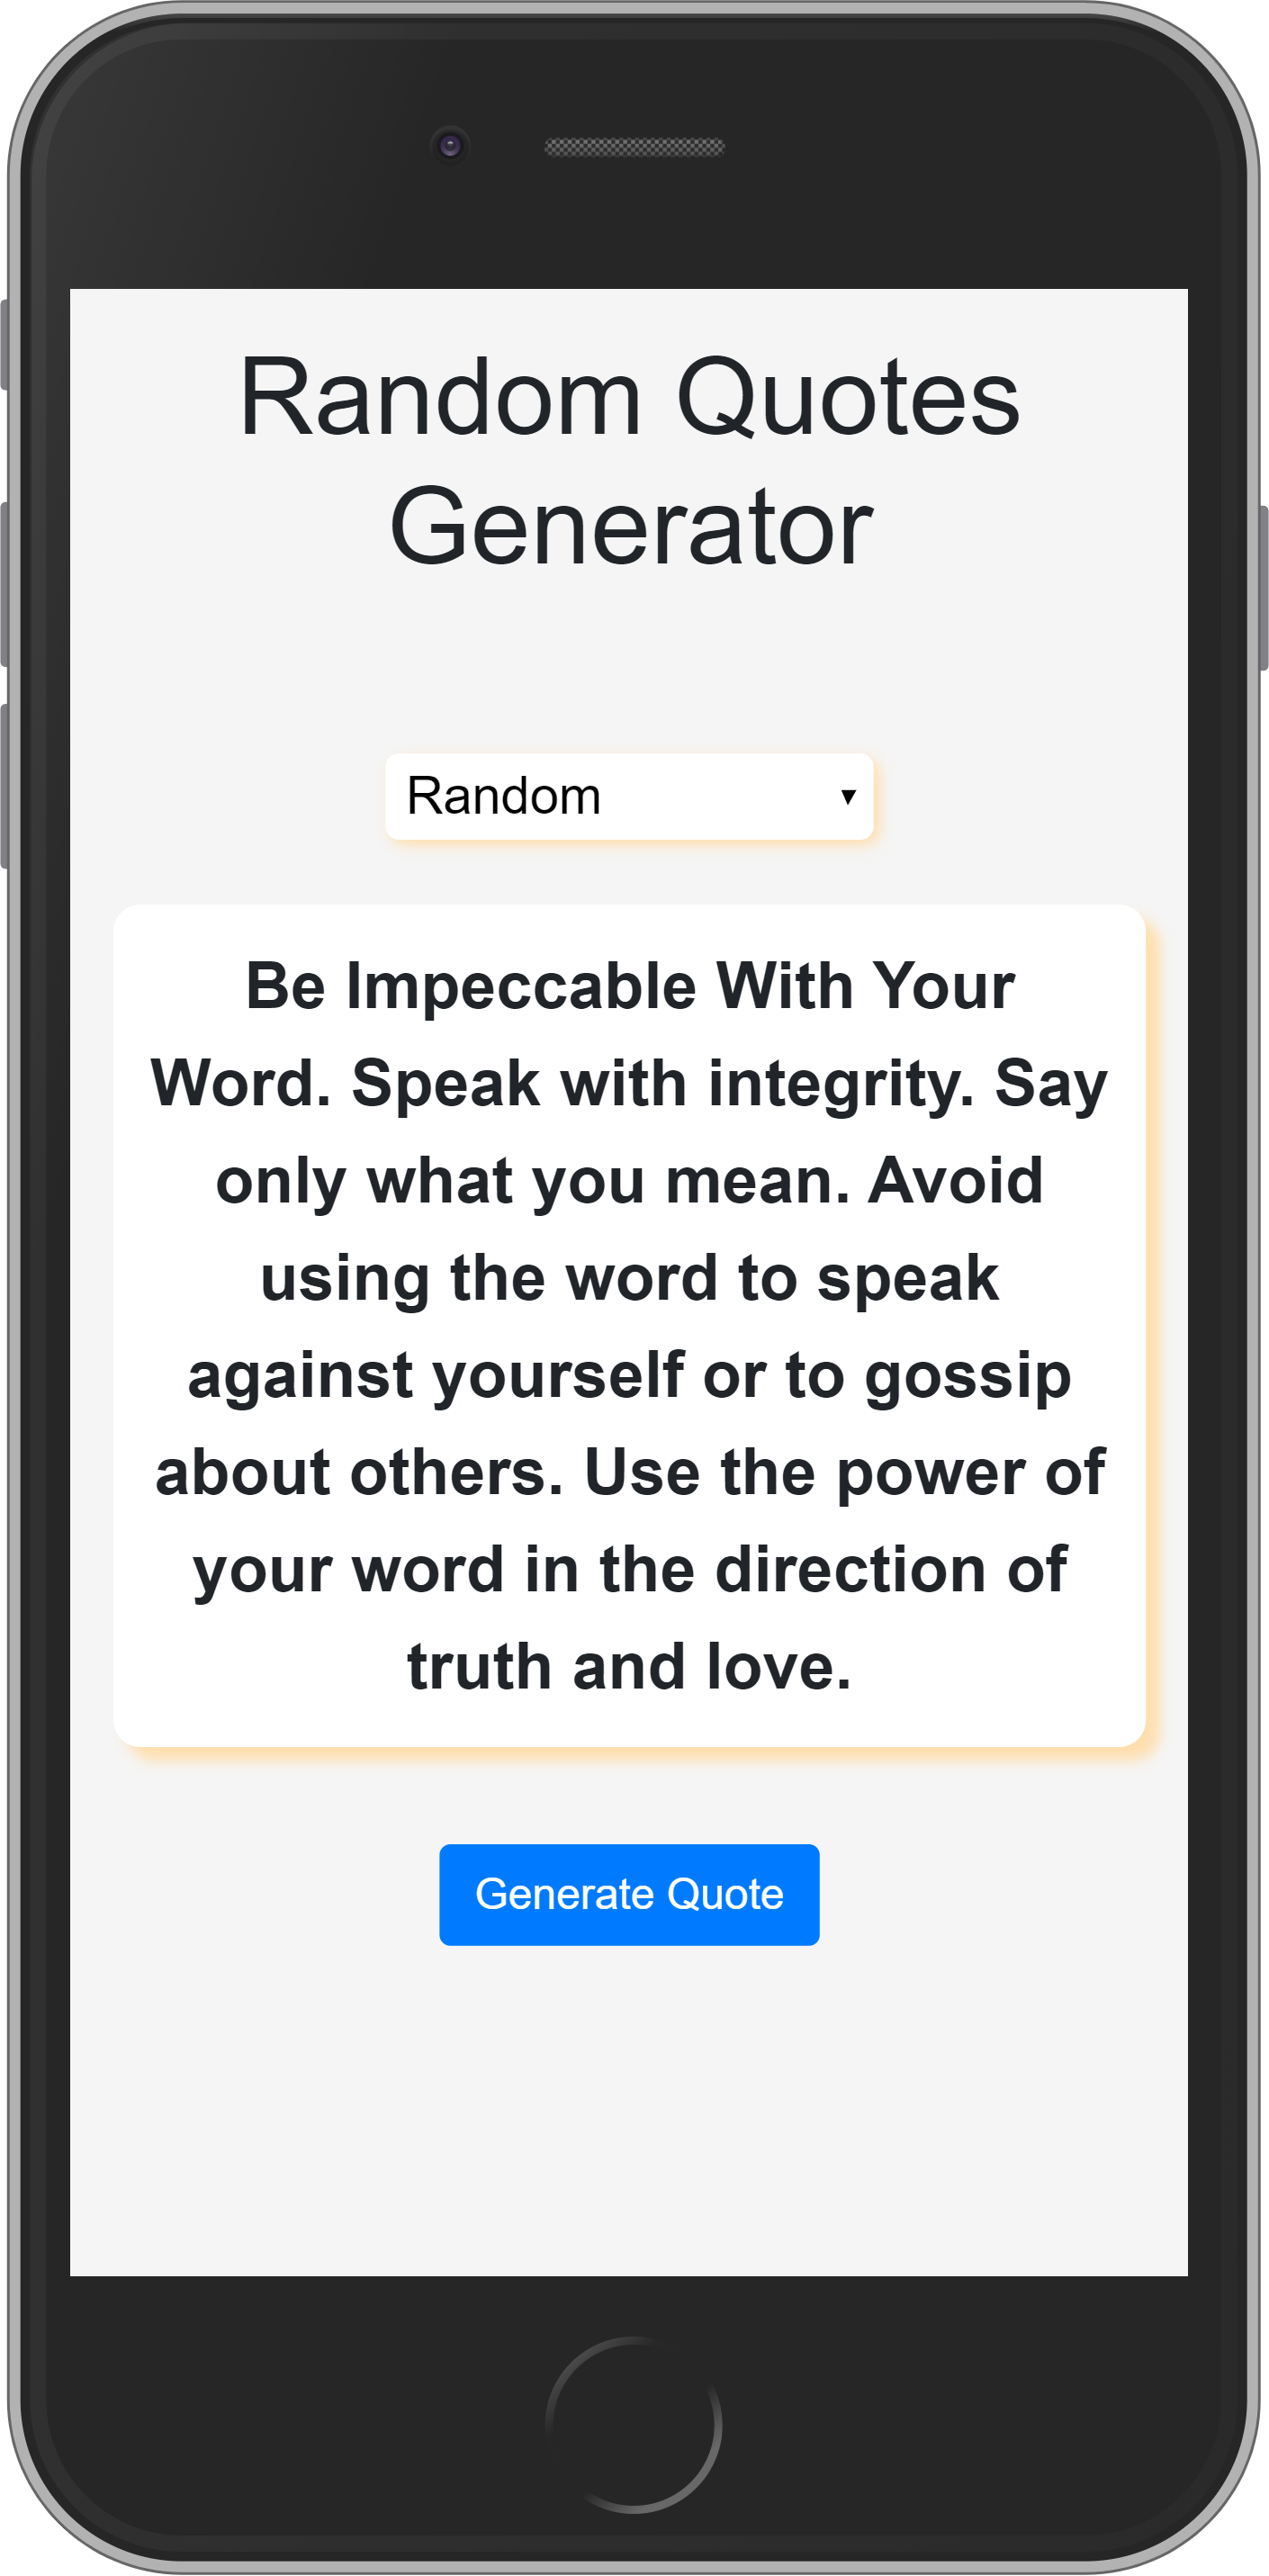 Random Quotes
Generator
Random
Be Impeccable With Your
Word. Speak with integrity. Say
only what you mean. Avoid
using the word to speak
against yourself or to gossip
about others. Use the power of
your word in the direction of
truth and love.
Generate Quote